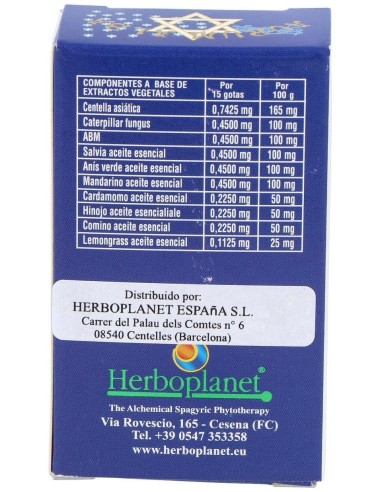 COMPONENTES A BASE DE Por Por
EXTRACTOS VEGETALES 15 gotas 100 g
Centella asiática 0,7425 mg 165 mg
Caterpillar fungus 0,4500 mg 100 mg
ABM 0,4500 mg 100 mg
Salvia aceite esencial 0,4500 mg 100 mg
Anís verde aceite esencial 0,4500 mg 100 mg
Mandarino aceite esencial 0,4500 mg 100 mg
Cardamomo aceite esencial 0,2250 mg 50 mg
Hinojo aceite esencialiale 0,2250 mg 50 mg
Comino aceite esencial 0,2250 mg 50 mg
Lemongrass aceite esencial 0,1125 mg 25 mg
Distribuido por:
HERBOPLANET ESPAñA S.L.
Carrer del Palau dels Comtes n° 6
08540 Centelles (Barcelona)
Herboplanet®
The Alchemical Spagyric Phytotherapy
Via Rovescio, 165 - Cesena (FC)
Tel. +39 0547 353358
www.herboplanet.eu